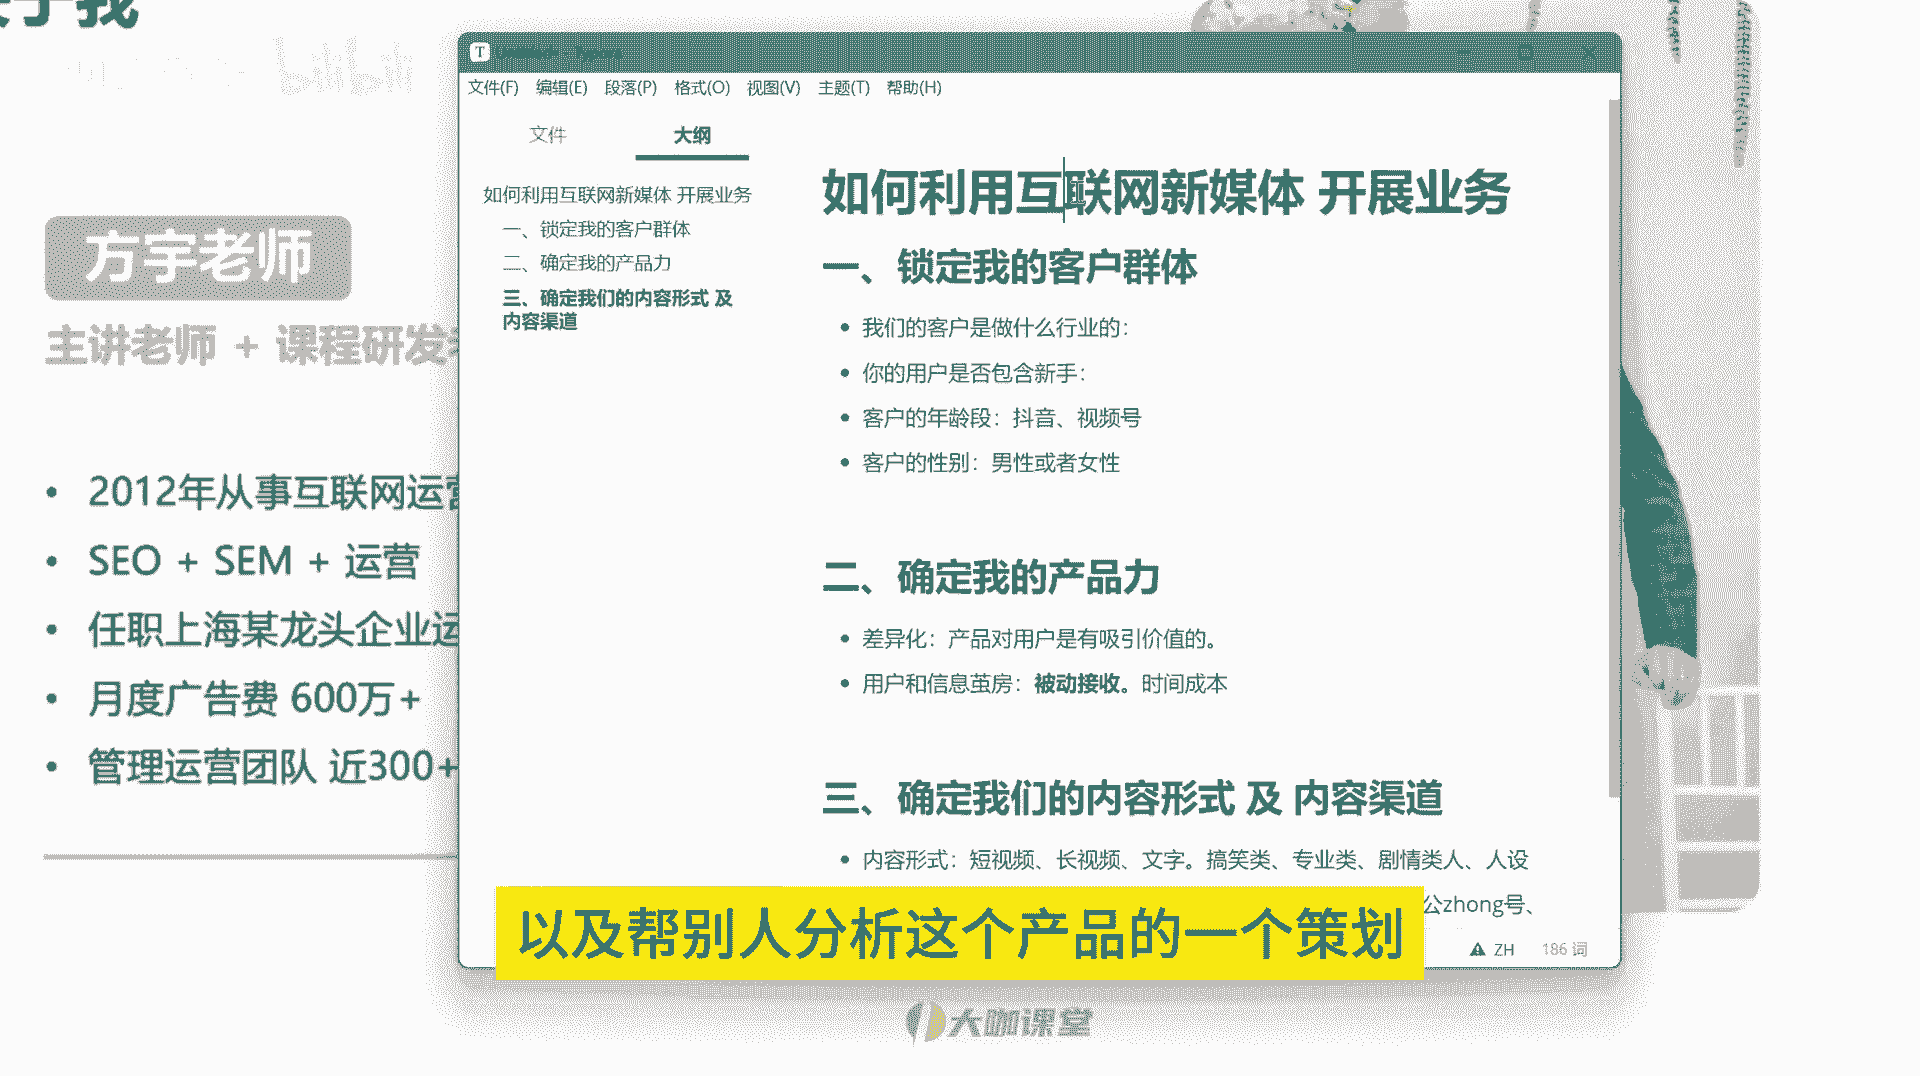 bilibili
方宇老师
主讲老师 + 课程研发
2012年从事互联网运营
SEO + SEM + 运营
任职上海某龙头企业运
月度广告费 600万+
管理运营团队 近300+
T
文件(F) 编辑(E) 段落(P) 格式(O) 视图(V) 主题(T) 帮助(H)
文件 大纲
如何利用互联网新媒体 开展业务
一、锁定我的客户群体
二、确定我的产品力
三、确定我们的内容形式 及
内容渠道
如何利用互联网新媒体 开展业务
一、锁定我的客户群体
我们的客户是做什么行业的：
你的用户是否包含新手：
客户的年龄段：抖音、视频号
客户的性别：男性或者女性
二、确定我的产品力
差异化：产品对用户是有吸引价值的。
用户和信息茧房：被动接收。时间成本
三、确定我们的内容形式 及 内容渠道
内容形式：短视频、长视频、文字。搞笑类、专业类、剧情类人、人设
公zhong号、
以及帮别人分析这个产品的一个策划
ZH 186 词
大咖课堂